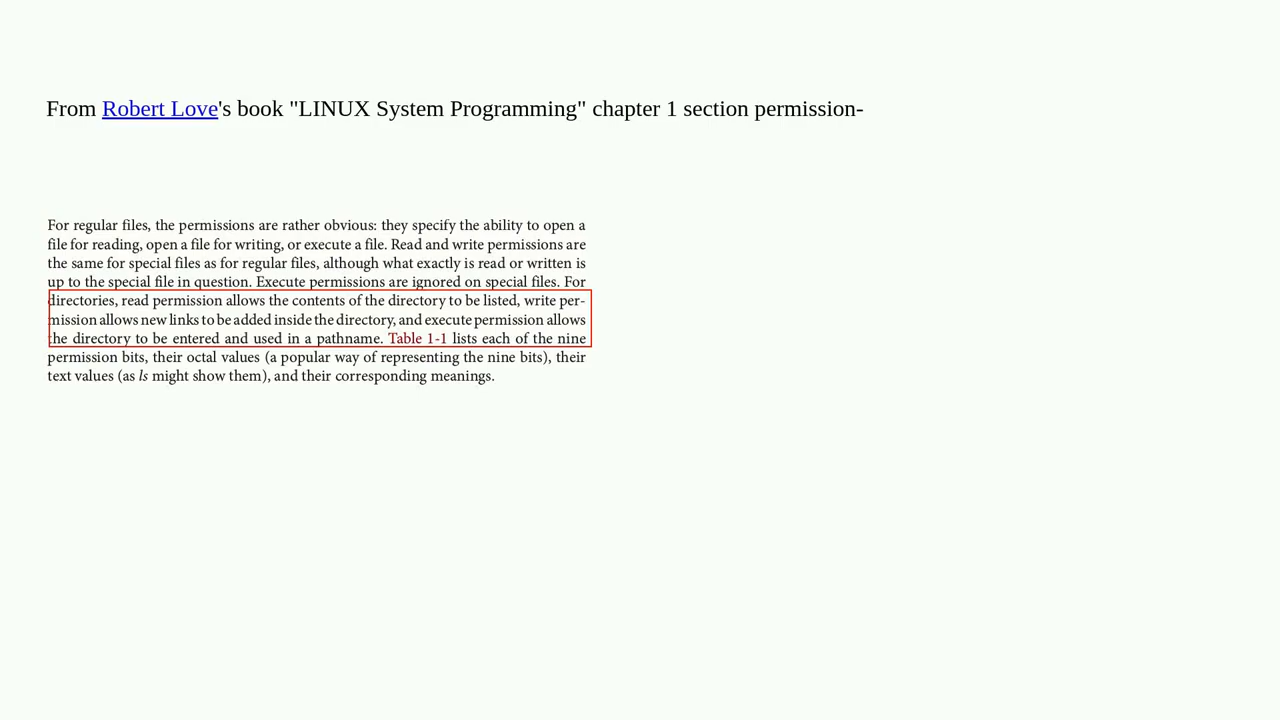 From Robert Love's book "LINUX System Programming" chapter 1 section permission-
For regular files, the permissions are rather obvious: they specify the ability to open a
file for reading, open a file for writing, or execute a file. Read and write permissions are
the same for special files as for regular files, although what exactly is read or written is
up to the special file in question. Execute permissions are ignored on special files. For
directories, read permission allows the contents of the directory to be listed, write per-
mission allows new links to be added inside the directory, and execute permission allows
the directory to be entered and used in a pathname. Table 1-1 lists each of the nine
permission bits, their octal values (a popular way of representing the nine bits), their
text values (as ls might show them), and their corresponding meanings.